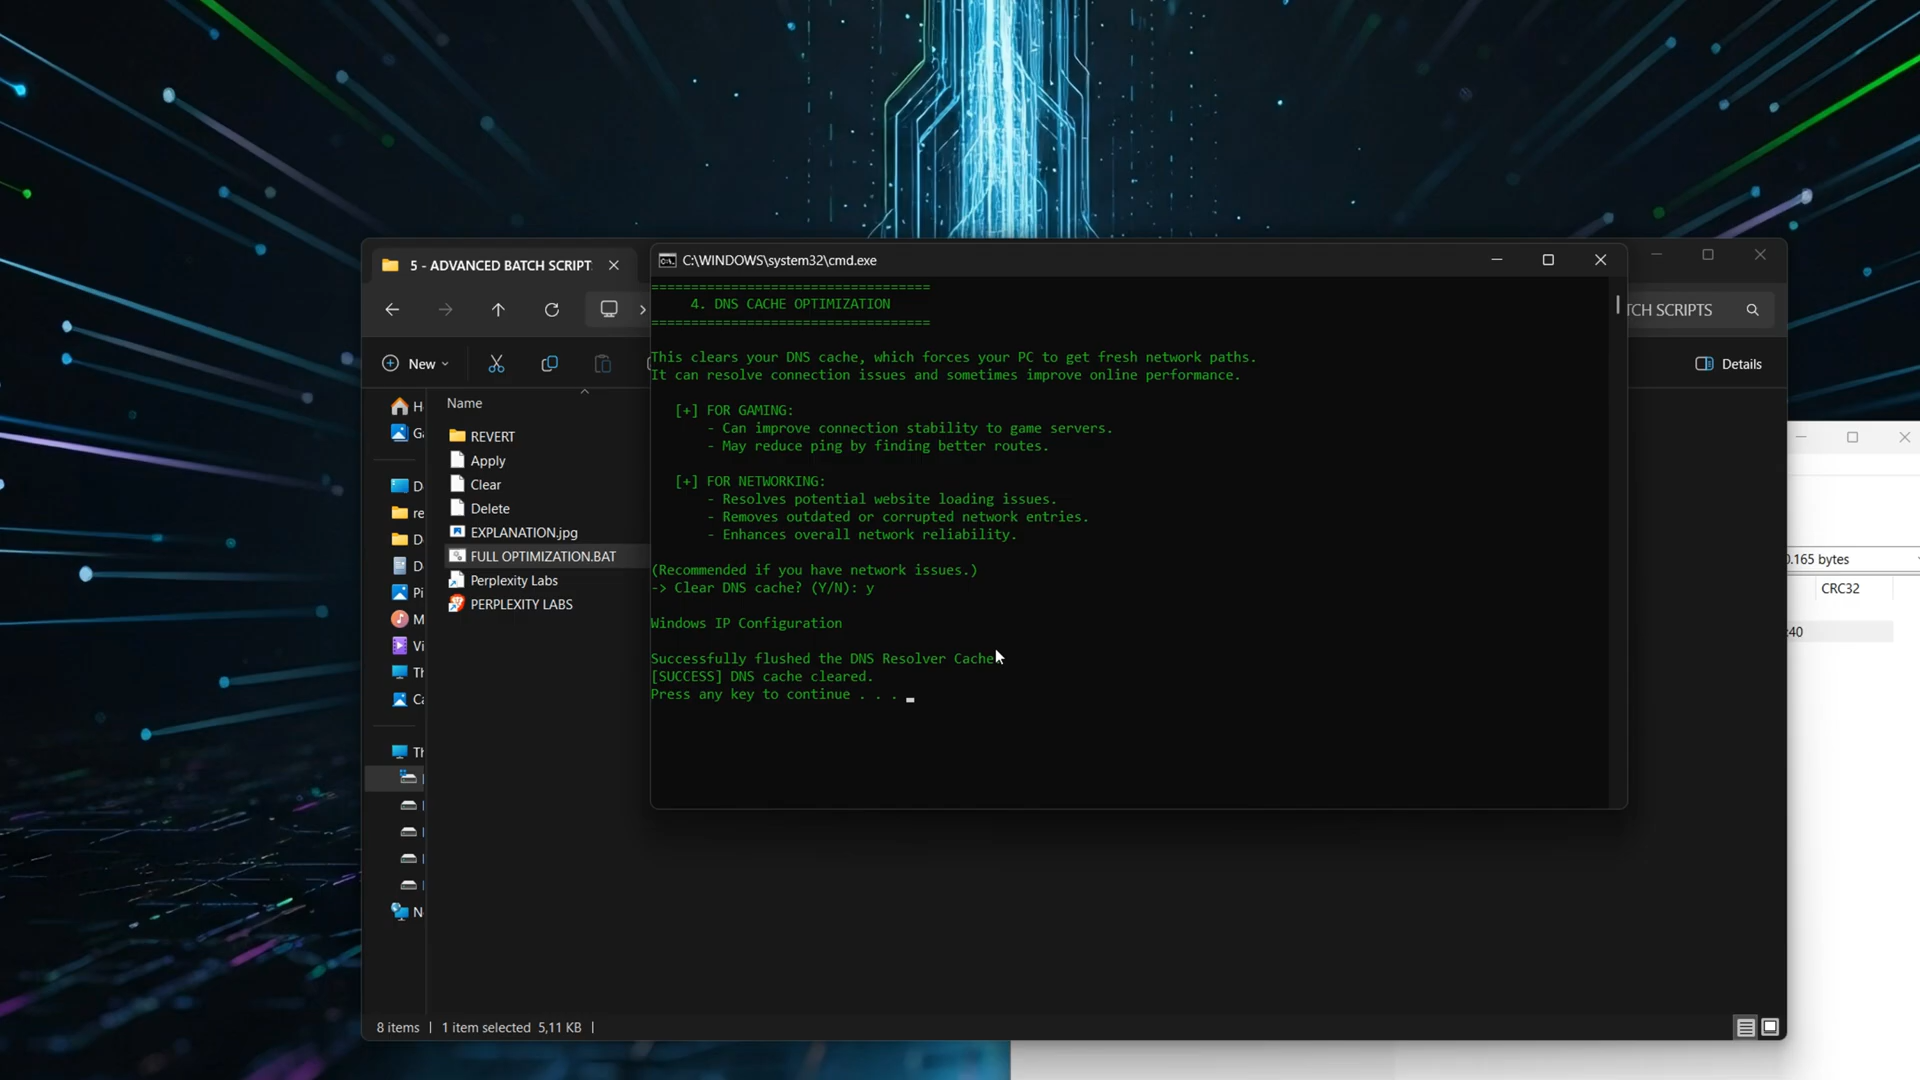 5 - ADVANCED BATCH SCRIPT
C:\WINDOWS\system32\cmd.exe
TCH SCRIPTS
New
Details
Name
REVERT
Apply
Clear
Delete
EXPLANATION.jpg
FULL OPTIMIZATION.BAT
Perplexity Labs
PERPLEXITY LABS
===================================
4. DNS CACHE OPTIMIZATION
===================================
This clears your DNS cache, which forces your PC to get fresh network paths.
It can resolve connection issues and sometimes improve online performance.
[+] FOR GAMING:
- Can improve connection stability to game servers.
- May reduce ping by finding better routes.
[+] FOR NETWORKING:
- Resolves potential website loading issues.
- Removes outdated or corrupted network entries.
- Enhances overall network reliability.
(Recommended if you have network issues.)
-> Clear DNS cache? (Y/N): y
Windows IP Configuration
Successfully flushed the DNS Resolver Cache
[SUCCESS] DNS cache cleared.
Press any key to continue . . .
0.165 bytes
CRC32
:40
8 items
1 item selected 5,11 KB